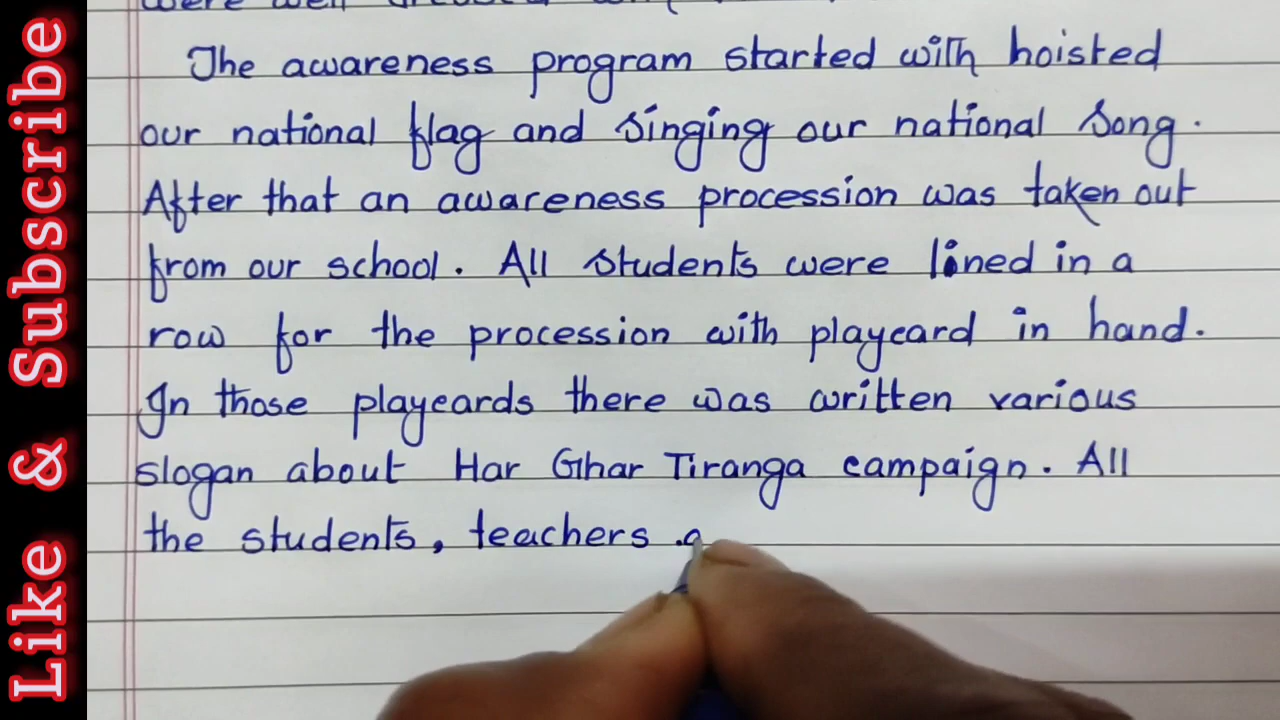 The awareness program started with hoisted
our national flag and singing our national song.
After that an awareness procession was taken out
from our school. All students were lined in a
row for the procession with playcard in hand.
In those playcards there was written various
slogan about Har Ghar Tiranga campaign. All
the students, teachers a
Like & Subscribe